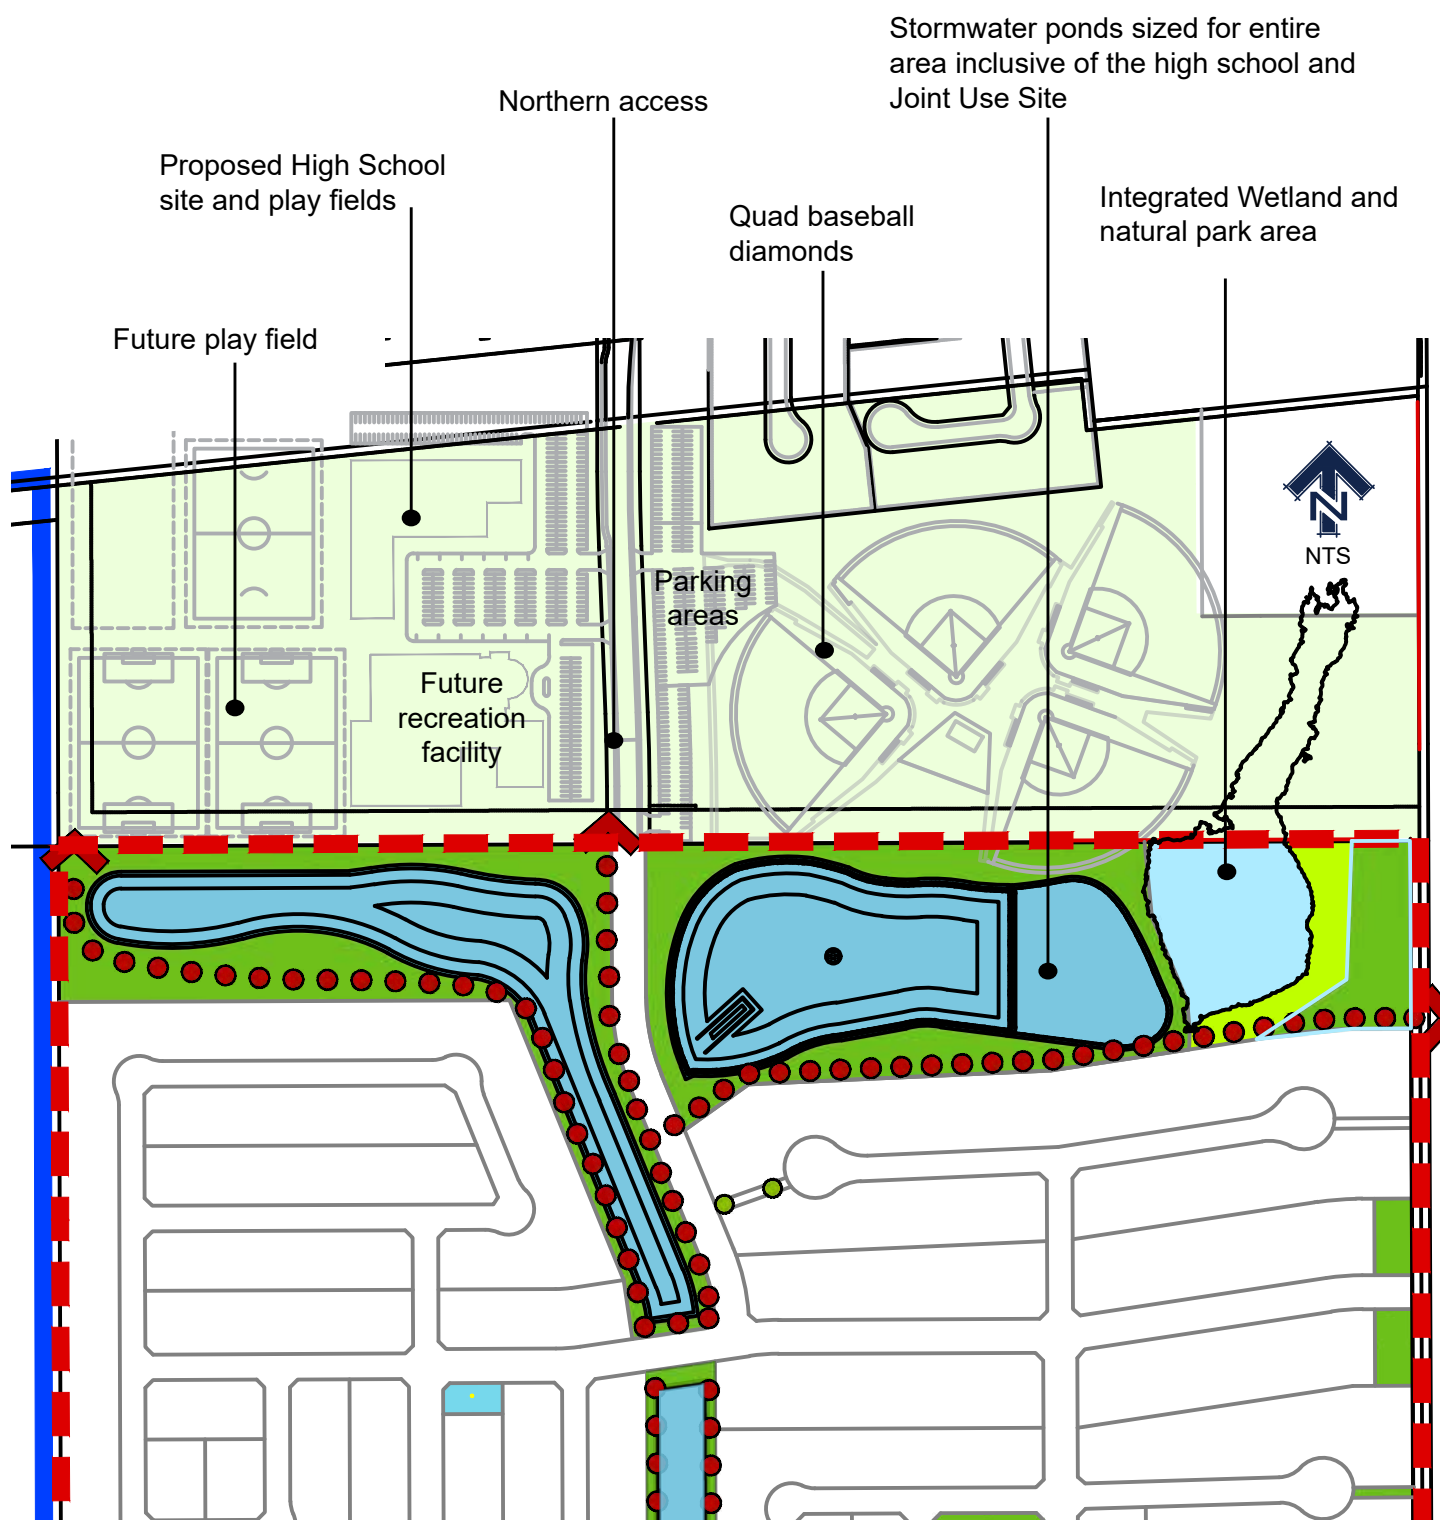 Stormwater ponds sized for entire
area inclusive of the high school and
Joint Use Site
Northern access
Proposed High School
site and play fields
Integrated Wetland and
natural park area
Quad baseball
diamonds
Future play field
N
NTS
Parking
areas
Future
recreation
facility